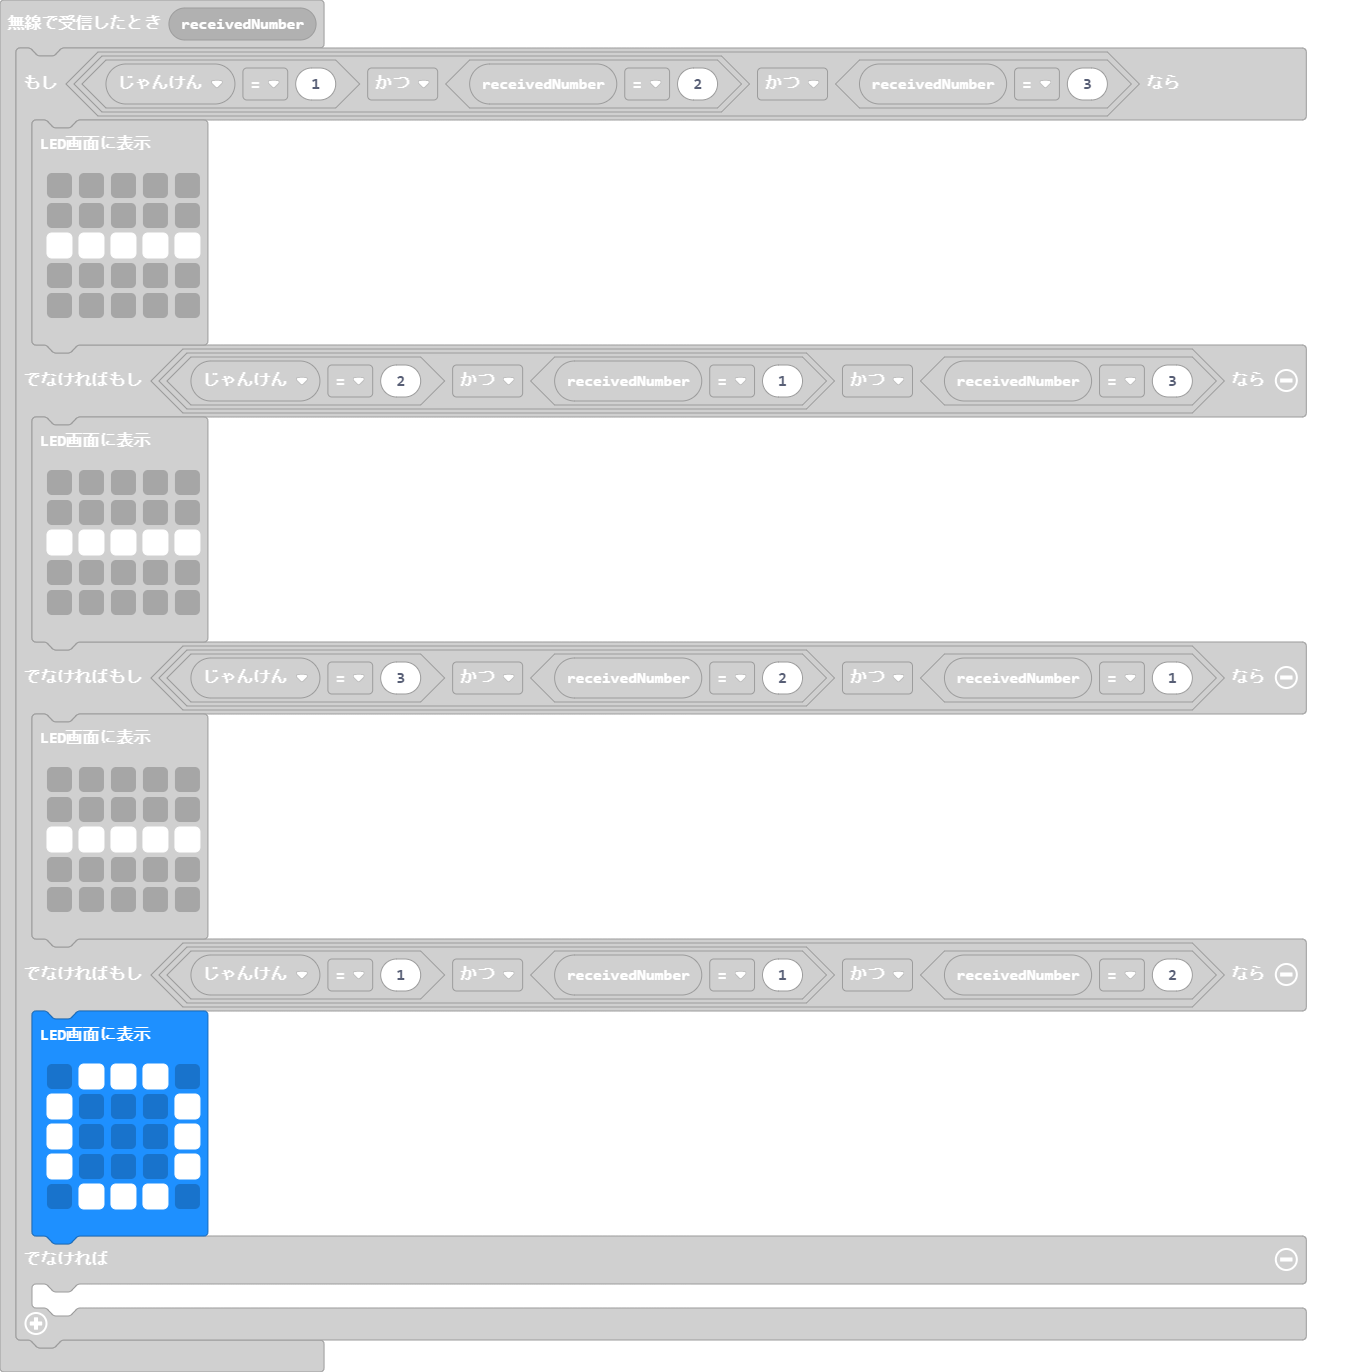 無線で受信したとき receivedNumber
もし じゃんけん = 1 かつ receivedNumber = 2 かつ receivedNumber = 3 なら
LED画面に表示
でなければもし じゃんけん = 2 かつ receivedNumber = 1 かつ receivedNumber = 3 なら
LED画面に表示
でなければもし じゃんけん = 3 かつ receivedNumber = 2 かつ receivedNumber = 1 なら
LED画面に表示
でなければもし じゃんけん = 1 かつ receivedNumber = 1 かつ receivedNumber = 2 なら
LED画面に表示
でなければ